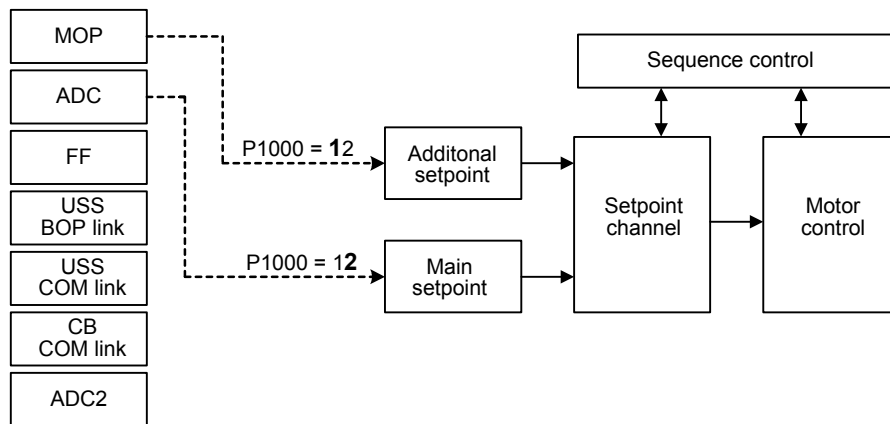 MOP
ADC
FF
USS
BOP link
USS
COM link
CB
COM link
ADC2
P1000 = 12
P1000 = 12
Additonal
setpoint
Main
setpoint
Sequence control
Setpoint
channel
Motor
control